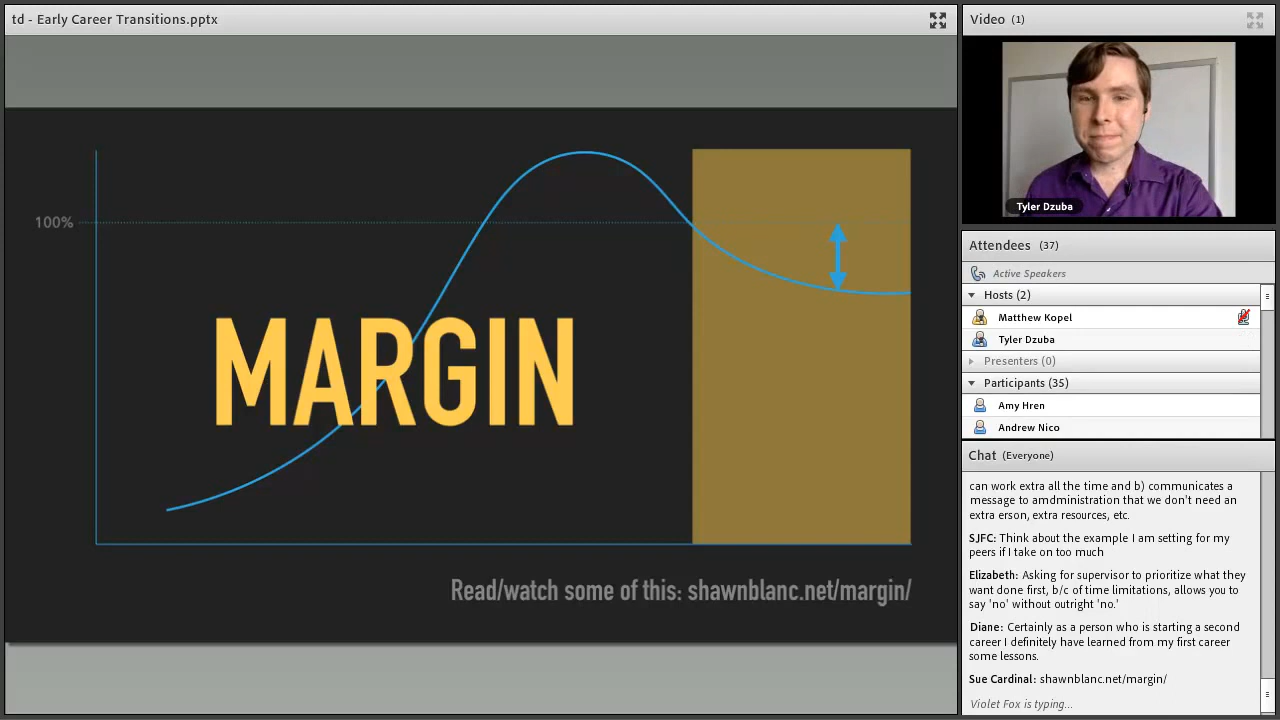 td - Early Career Transitions.pptx
100%
MARGIN
Read/watch some of this: shawnblanc.net/margin/
Video (1)
Tyler Dzuba
Attendees (37)
Active Speakers
Hosts (2)
Matthew Kopel
Tyler Dzuba
Presenters (0)
Participants (35)
Amy Hren
Andrew Nico
Chat (Everyone)
can work extra all the time and b) communicates a
message to amdministration that we don't need an
extra erson, extra resources, etc.
SJFC: Think about the example I am setting for my
peers if I take on too much
Elizabeth: Asking for supervisor to prioritize what they
want done first, b/c of time limitations, allows you to
say 'no' without outright 'no.'
Diane: Certainly as a person who is starting a second
career I definitely have learned from my first career
some lessons.
Sue Cardinal: shawnblanc.net/margin/
Violet Fox is typing...